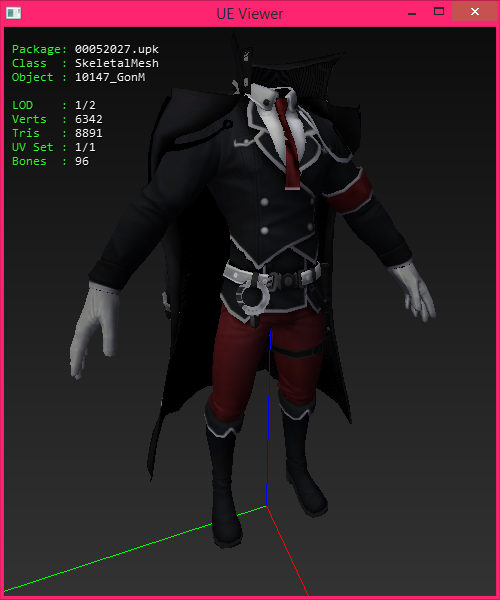 UE Viewer
Package: 00052027.upk
Class  : SkeletalMesh
Object : 10147_GonM
LOD    : 1/2
Verts  : 6342
Tris   : 8891
UV Set : 1/1
Bones  : 96